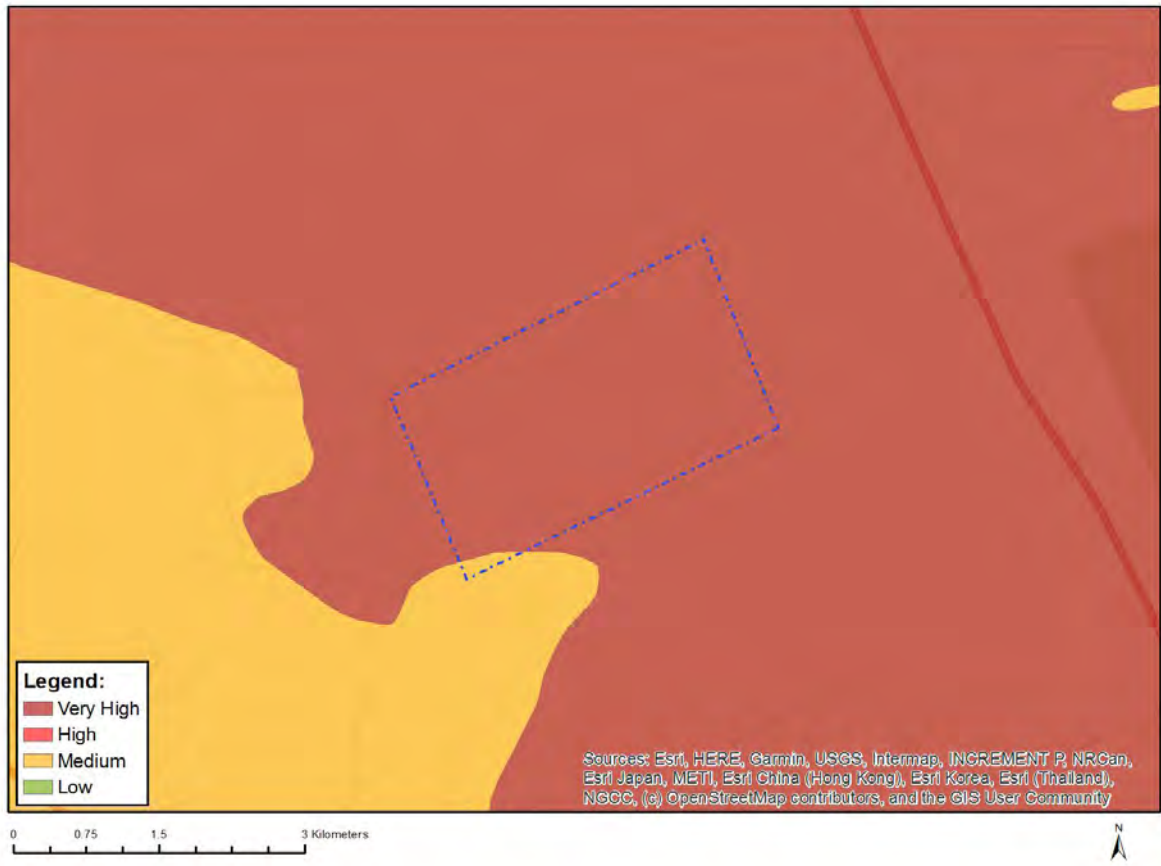 Legend:
Very High
High
Medium
Low
Sources: Esri, HERE, Garmin, USGS, Intermap, INCREMENT P, NRCan,
Esri Japan, METI, Esri China (Hong Kong), Esri Korea, Esri (Thailand),
NGCC, (c) OpenStreetMap contributors, and the GIS User Community
0 0.75 1.5 3 Kilometers
N